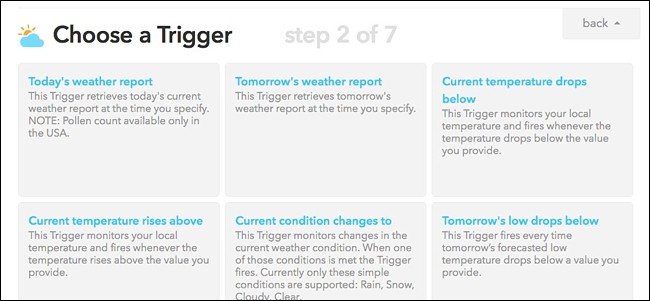 Choose a Trigger
step 2 of 7
back
Today's weather report
This Trigger retrieves today's current
weather report at the time you specify.
NOTE: Pollen count available only in
the USA.
Tomorrow's weather report
This Trigger retrieves tomorrow's
weather report at the time you specify.
Current temperature drops
below
This Trigger monitors your local
temperature and fires whenever the
temperature drops below the value
you provide.
Current temperature rises above
This Trigger monitors your local
temperature and fires whenever the
temperature rises above the value you
provide.
Current condition changes to
This Trigger monitors changes in
the current weather condition. When one
of those conditions is met the Trigger
fires. Currently only these simple
conditions are supported: Rain, Snow,
Cloudy, Clear.
Tomorrow's low drops below
This Trigger fires every time
tomorrow's forecasted low
temperature drops below a value you
provide.